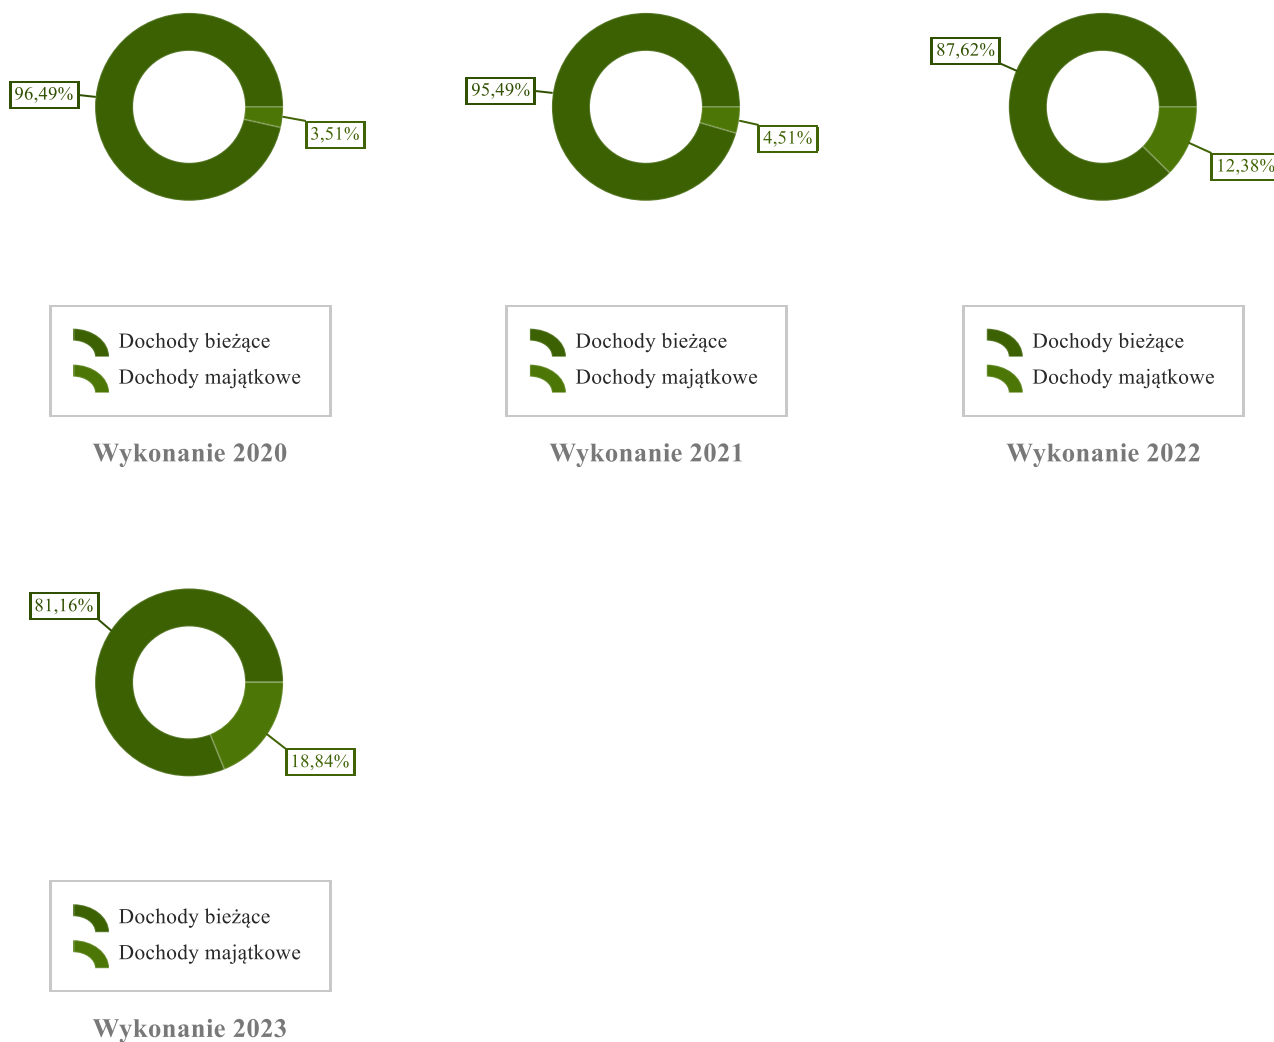 96,49%
3,51%
Dochody bieżące
Dochody majątkowe
Wykonanie 2020
95,49%
4,51%
Dochody bieżące
Dochody majątkowe
Wykonanie 2021
87,62%
12,38%
Dochody bieżące
Dochody majątkowe
Wykonanie 2022
81,16%
18,84%
Dochody bieżące
Dochody majątkowe
Wykonanie 2023